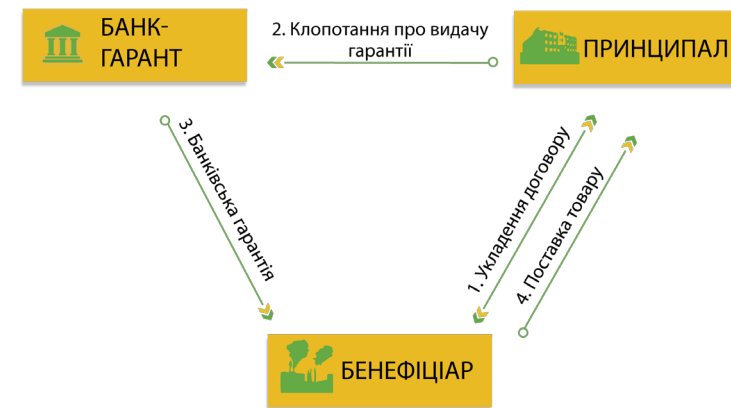 БАНК-
ГАРАНТ
2. Клопотання про видачу
гарантії
ПРИНЦИПАЛ
3. Банківська гарантія
1. Укладення договору
4. Поставка товару
БЕНЕФІЦІАР